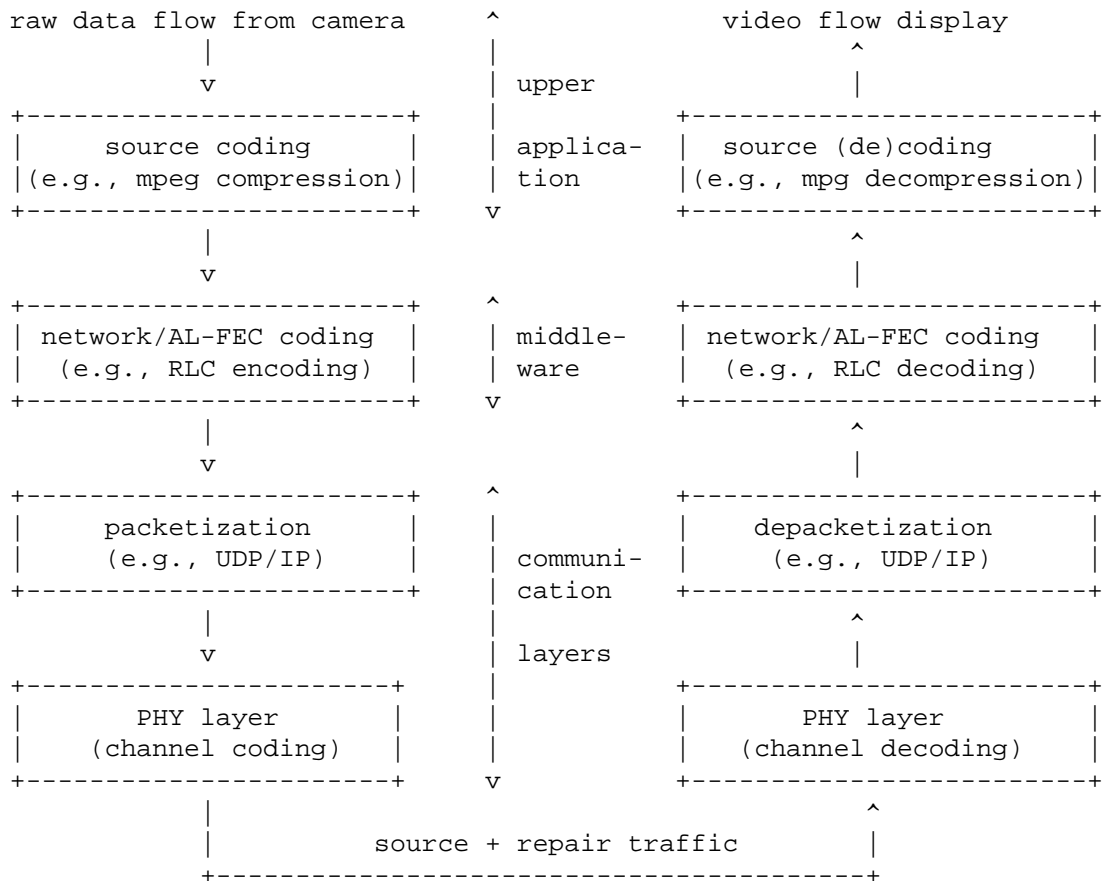 raw data flow from camera ^ video flow display
| | ^
v | upper |
+------------------------+ | +-------------------------+
| source coding | | applica- | source (de)coding |
|(e.g., mpeg compression)| | tion |(e.g., mpg decompression)|
+------------------------+ v +-------------------------+
| ^
v |
+------------------------+ ^ +-------------------------+
| network/AL-FEC coding | | middle- | network/AL-FEC coding |
| (e.g., RLC encoding) | | ware | (e.g., RLC decoding) |
+------------------------+ v +-------------------------+
| ^
v |
+------------------------+ ^ +-------------------------+
| packetization | | | depacketization |
| (e.g., UDP/IP) | | communi- | (e.g., UDP/IP) |
+------------------------+ | cation +-------------------------+
| | ^
v | layers |
+-----------------------+ | +-------------------------+
| PHY layer | | | PHY layer |
| (channel coding) | | | (channel decoding) |
+-----------------------+ v +-------------------------+
| ^
| source + repair traffic |
+-----------------------------------------+